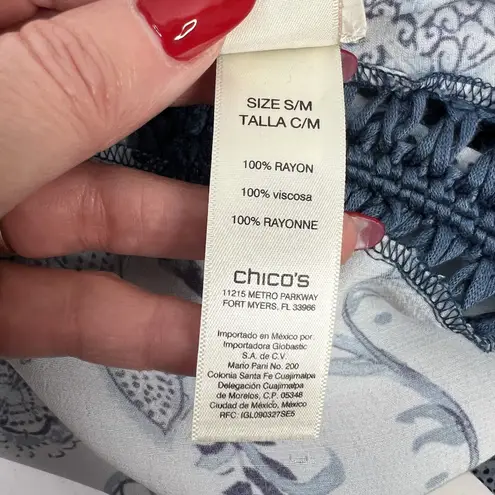 SIZE S/M
TALLA C/M
100% RAYON
100% viscosa
100% RAYONNE
chico's
11215 METRO PARKWAY
FORT MYERS, FL 33966
Importado en México por
Importadora Globastic
S.A. de C.V.
Mario Pani No. 200
Colonia Santa Fe Cuajimalpa
Delegación Cuajimalpa
de Morelos, C.P. 05348
Ciudad de México, México
RFC: IGL090327SE5